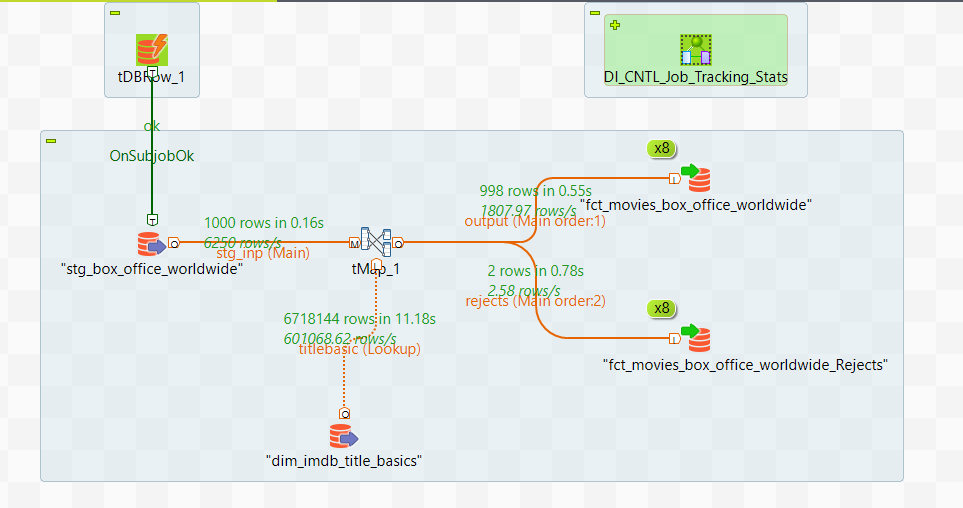 tDBRow_1
DI_CNTL_Job_Tracking_Stats
ok
OnSubjobOk
x8
"fct_movies_box_office_worldwide"
998 rows in 0.55s
1807.97 rows/s
output (Main order:1)
1000 rows in 0.16s
6250 rows/s
stg_inp (Main)
"stg_box_office_worldwide"
tMap_1
M
2 rows in 0.78s
2.58 rows/s
rejects (Main order:2)
x8
"fct_movies_box_office_worldwide_Rejects"
6718144 rows in 11.18s
601068.62 rows/s
titlebasic (Lookup)
"dim_imdb_title_basics"